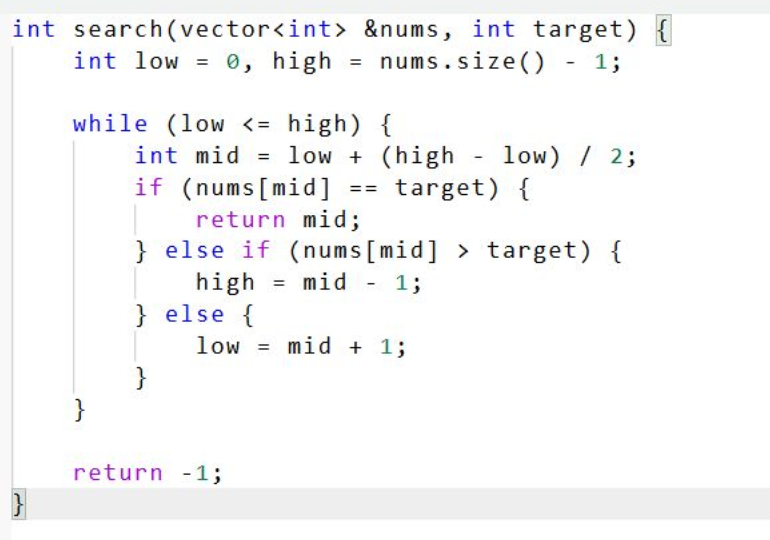 int search(vector<int> &nums, int target) {
    int low = 0, high = nums.size() - 1;

    while (low <= high) {
        int mid = low + (high - low) / 2;
        if (nums[mid] == target) {
            return mid;
        } else if (nums[mid] > target) {
            high = mid - 1;
        } else {
            low = mid + 1;
        }
    }

    return -1;
}